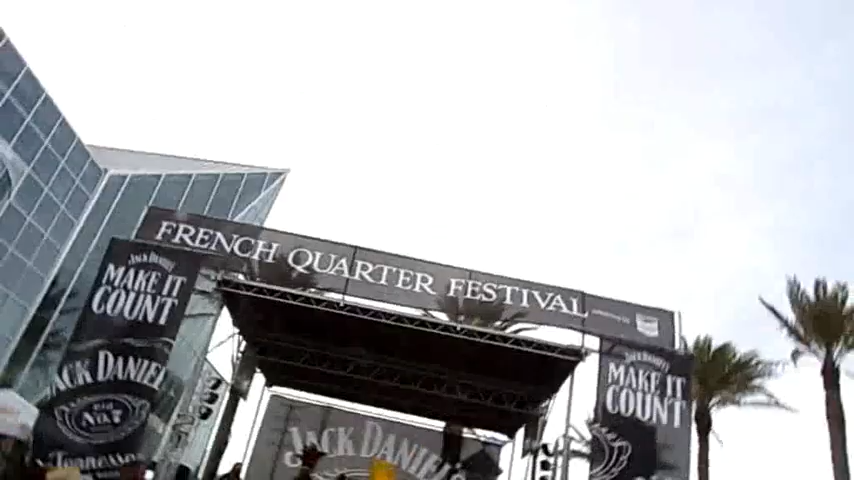 FRENCH QUARTER FESTIVAL
JACK DANIEL'S
MAKE IT
COUNT
JACK DANIEL'S
OLD
No.7
Tennessee
JACK DANIEL'S
MAKE IT
COUNT
JACK DANIEL'S